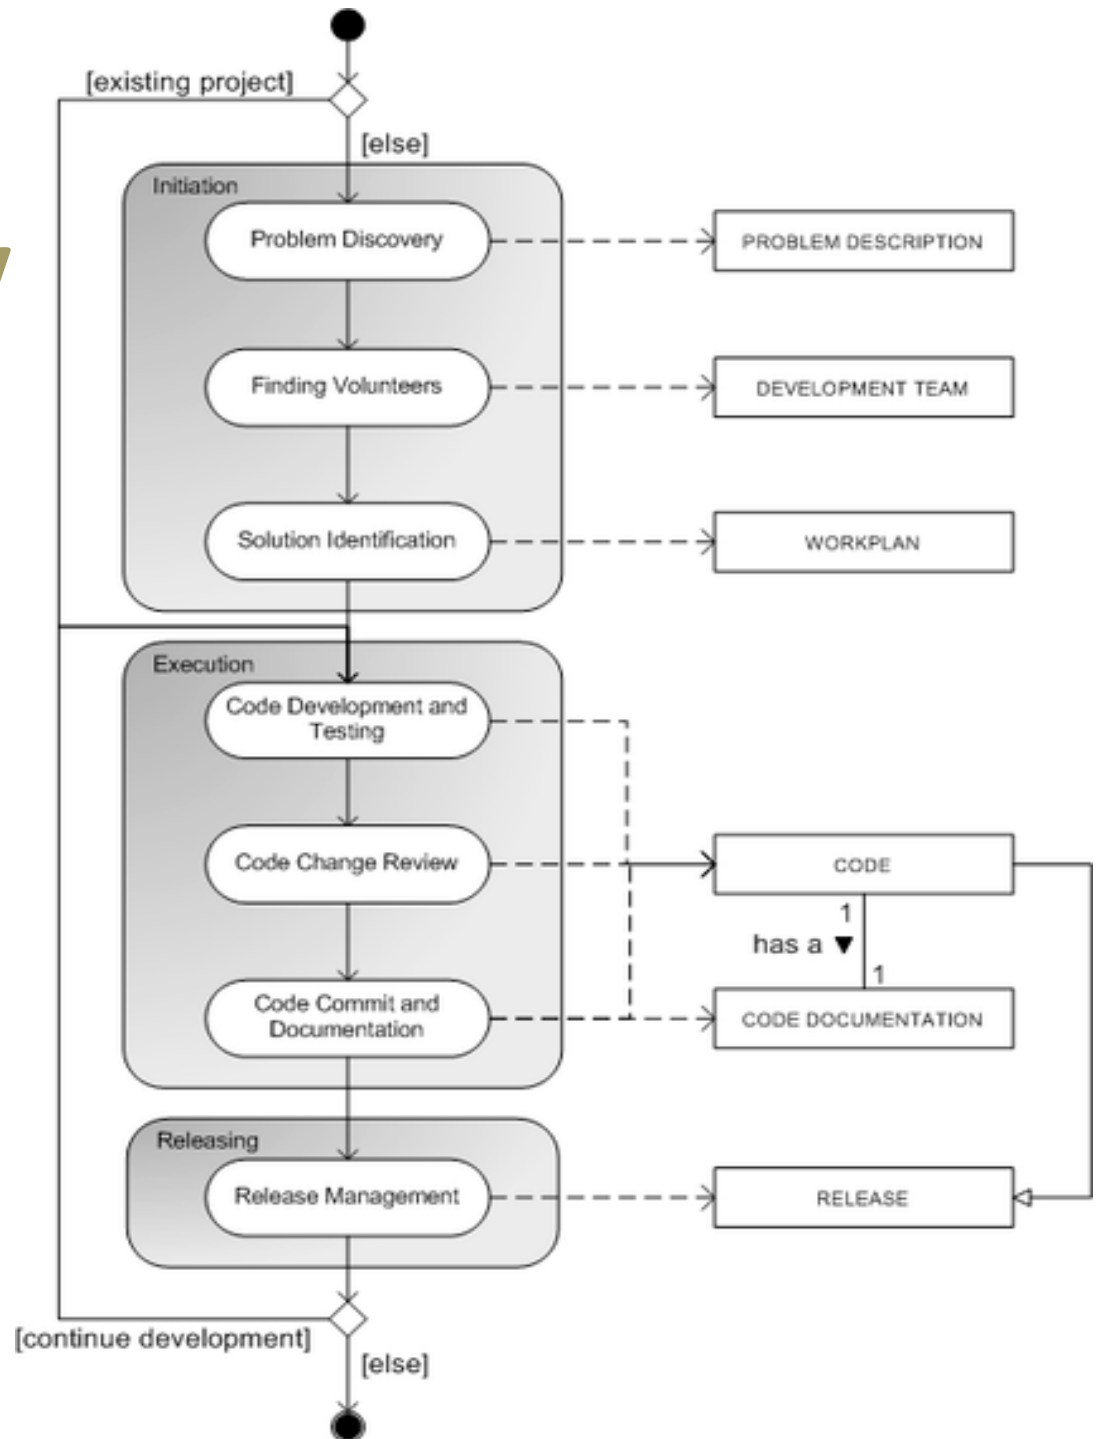 [existing project]
[else]
Initiation
Problem Discovery
PROBLEM DESCRIPTION
Finding Volunteers
DEVELOPMENT TEAM
Solution Identification
WORKPLAN
Execution
Code Development and
Testing
Code Change Review
CODE
1
has a ▼
1
Code Commit and
Documentation
CODE DOCUMENTATION
Releasing
Release Management
RELEASE
[continue development]
[else]